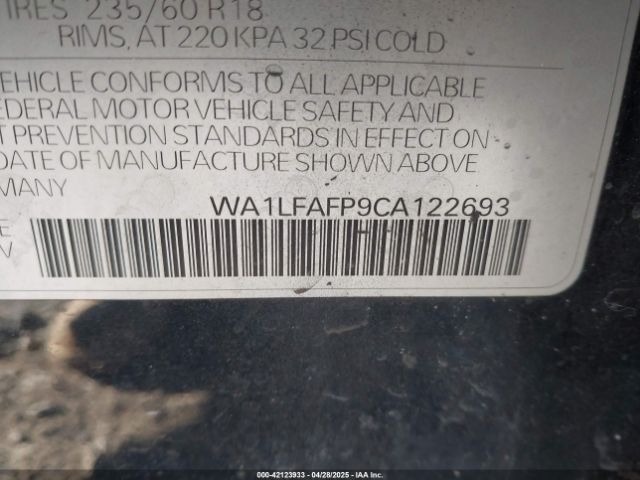 235/60 R18
RIMS, AT 220 KPA 32 PSI COLD
VEHICLE CONFORMS TO ALL APPLICABLE
FEDERAL MOTOR VEHICLE SAFETY AND
PREVENTION STANDARDS IN EFFECT ON
DATE OF MANUFACTURE SHOWN ABOVE
MANY
WA1LFAFP9CA122693
E
V
000-42123933 / 04/28/2025 / Copyright IAA, Inc.